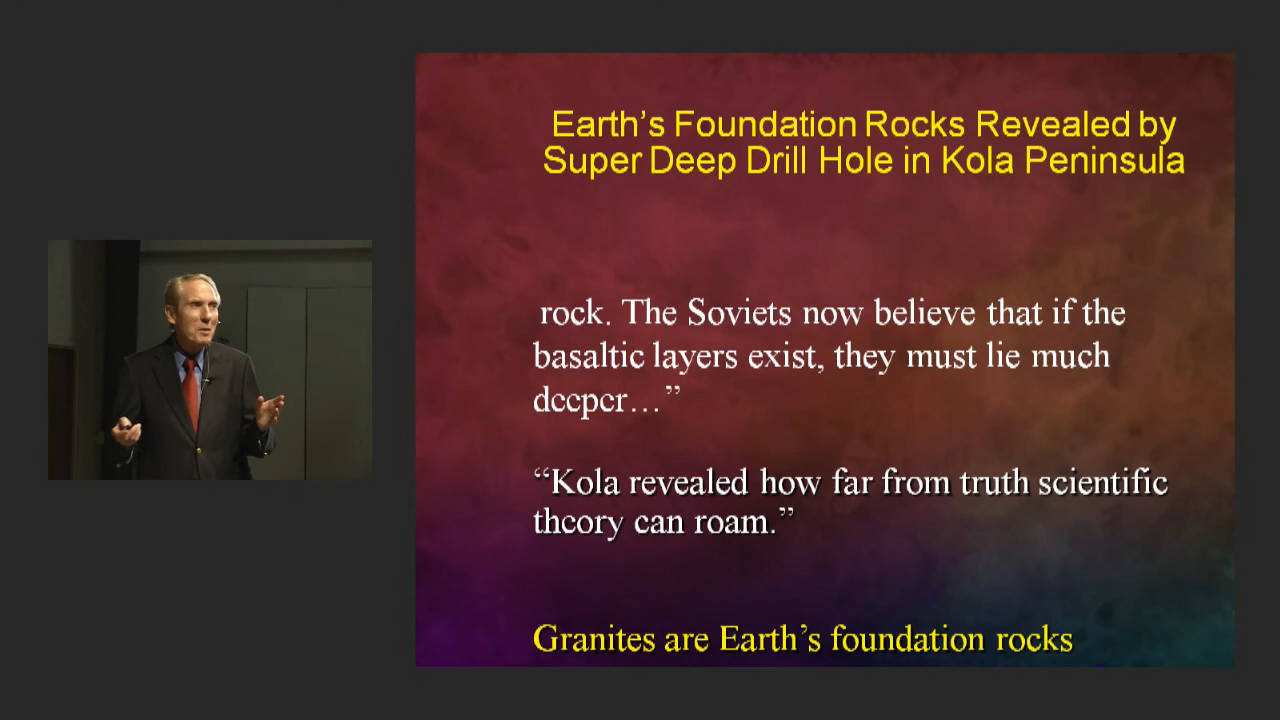 Earth’s Foundation Rocks Revealed by
Super Deep Drill Hole in Kola Peninsula
rock. The Soviets now believe that if the
basaltic layers exist, they must lie much
deeper…”
“Kola revealed how far from truth scientific
theory can roam.”
Granites are Earth’s foundation rocks